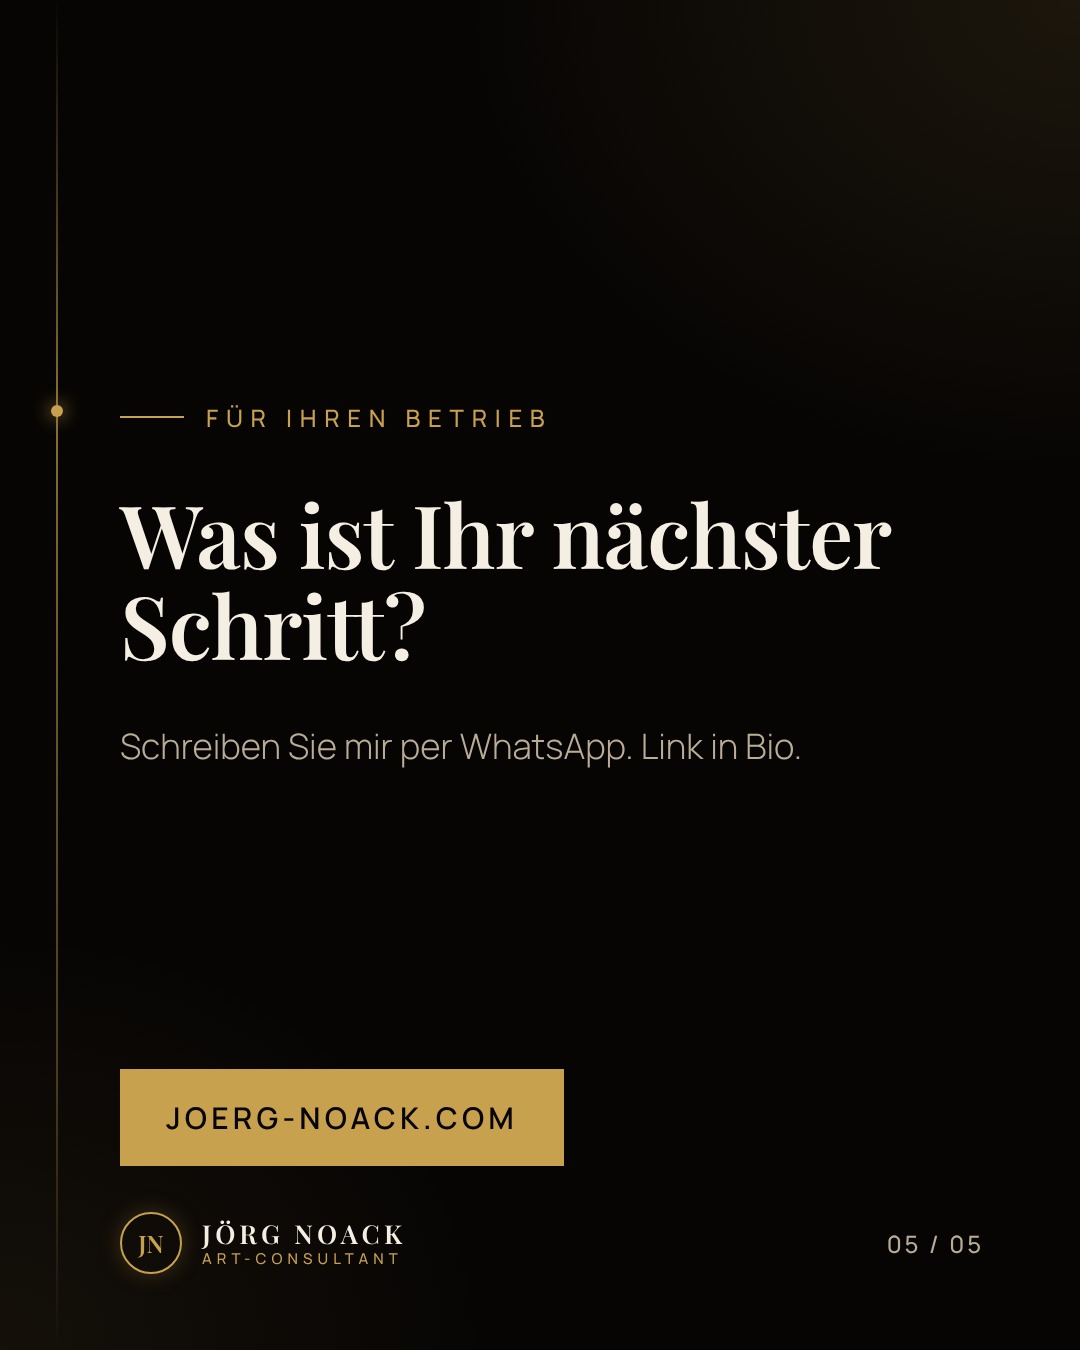 FÜR IHREN BETRIEB
Was ist Ihr nächster
Schritt?
Schreiben Sie mir per WhatsApp. Link in Bio.
JOERG-NOACK.COM
JN
JÖRG NOACK
ART-CONSULTANT
05 / 05